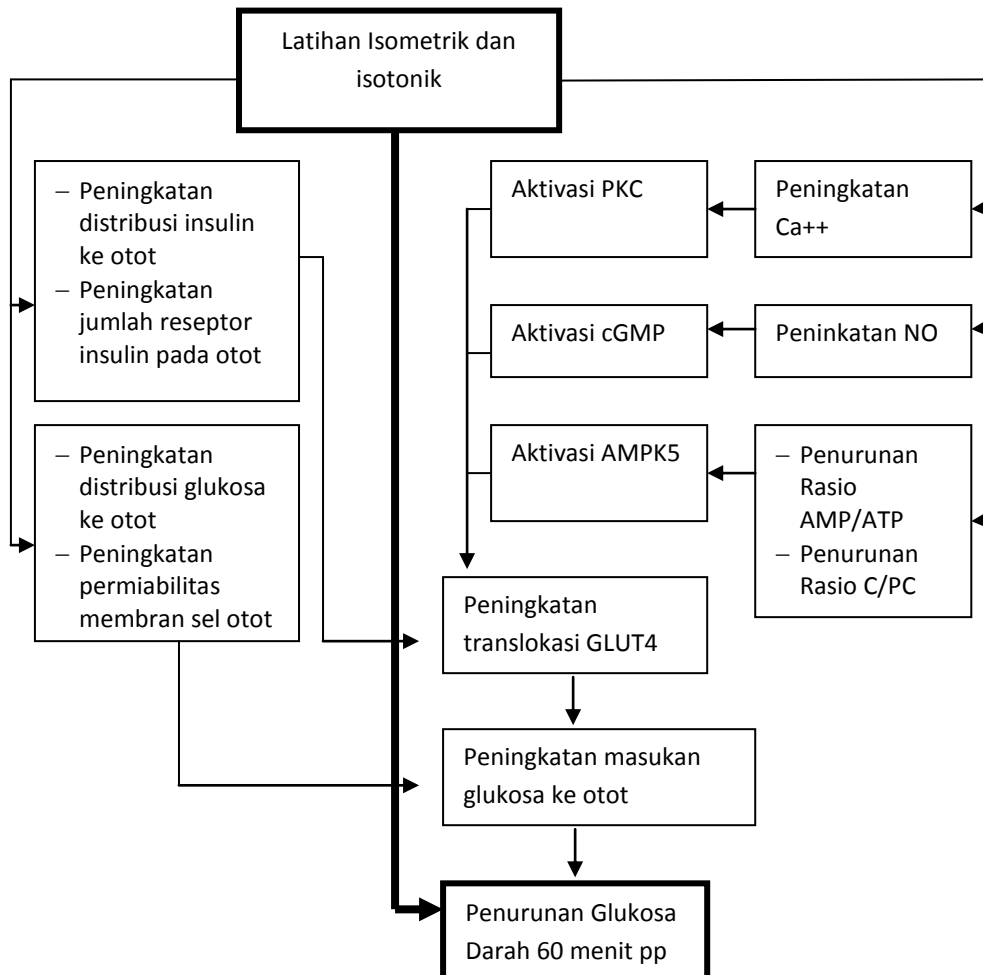 Latihan Isometrik dan
isotonik
– Peningkatan
distribusi insulin
ke otot
– Peningkatan
jumlah reseptor
insulin pada otot
Aktivasi PKC
Peningkatan
Ca++
Aktivasi cGMP
Peninkatan NO
– Peningkatan
distribusi glukosa
ke otot
– Peningkatan
permiabilitas
membran sel otot
Aktivasi AMPK5
– Penurunan
Rasio
AMP/ATP
– Penurunan
Rasio C/PC
Peningkatan
translokasi GLUT4
Peningkatan masukan
glukosa ke otot
Penurunan Glukosa
Darah 60 menit pp